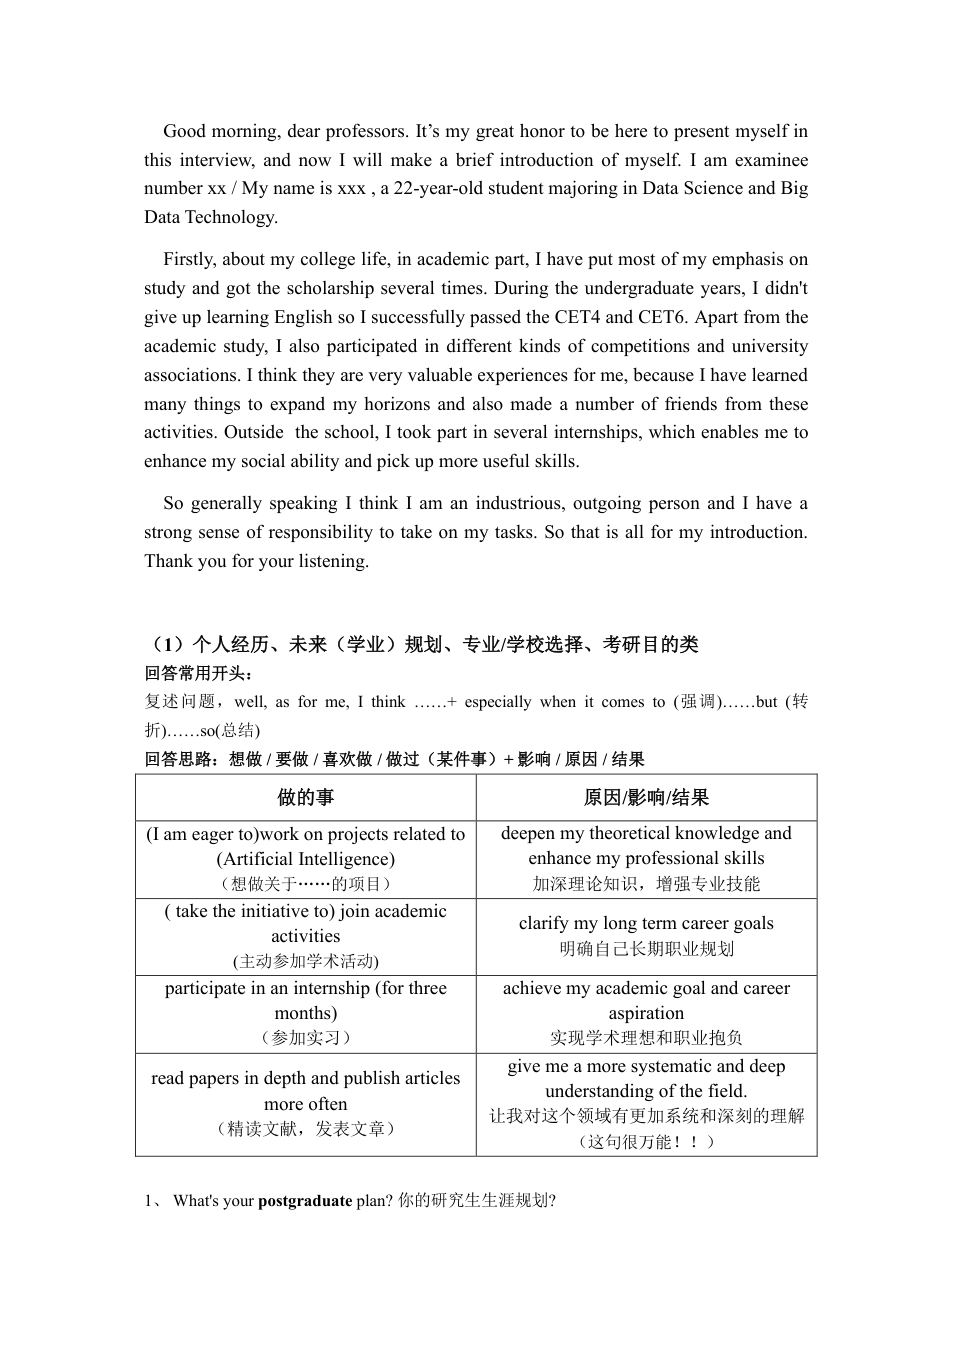 Good morning, dear professors. It’s my great honor to be here to present myself in
this interview, and now I will make a brief introduction of myself. I am examinee
number xx / My name is xxx , a 22-year-old student majoring in Data Science and Big
Data Technology.
Firstly, about my college life, in academic part, I have put most of my emphasis on
study and got the scholarship several times. During the undergraduate years, I didn't
give up learning English so I successfully passed the CET4 and CET6. Apart from the
academic study, I also participated in different kinds of competitions and university
associations. I think they are very valuable experiences for me, because I have learned
many things to expand my horizons and also made a number of friends from these
activities. Outside the school, I took part in several internships, which enables me to
enhance my social ability and pick up more useful skills.
So generally speaking I think I am an industrious, outgoing person and I have a
strong sense of responsibility to take on my tasks. So that is all for my introduction.
Thank you for your listening.
（1）个人经历、未来（学业）规划、专业/学校选择、考研目的类
回答常用开头：
复述问题，well, as for me, I think ……+ especially when it comes to (强调)……but (转
折)……so(总结)
回答思路：想做 / 要做 / 喜欢做 / 做过（某件事）+ 影响 / 原因 / 结果
做的事
原因/影响/结果
(I am eager to)work on projects related to
(Artificial Intelligence)
（想做关于……的项目）
deepen my theoretical knowledge and
enhance my professional skills
加深理论知识，增强专业技能
( take the initiative to) join academic
activities
(主动参加学术活动)
clarify my long term career goals
明确自己长期职业规划
participate in an internship (for three
months)
（参加实习）
achieve my academic goal and career
aspiration
实现学术理想和职业抱负
read papers in depth and publish articles
more often
（精读文献，发表文章）
give me a more systematic and deep
understanding of the field.
让我对这个领域有更加系统和深刻的理解
（这句很万能！！）
1、 What's your postgraduate plan? 你的研究生生涯规划?